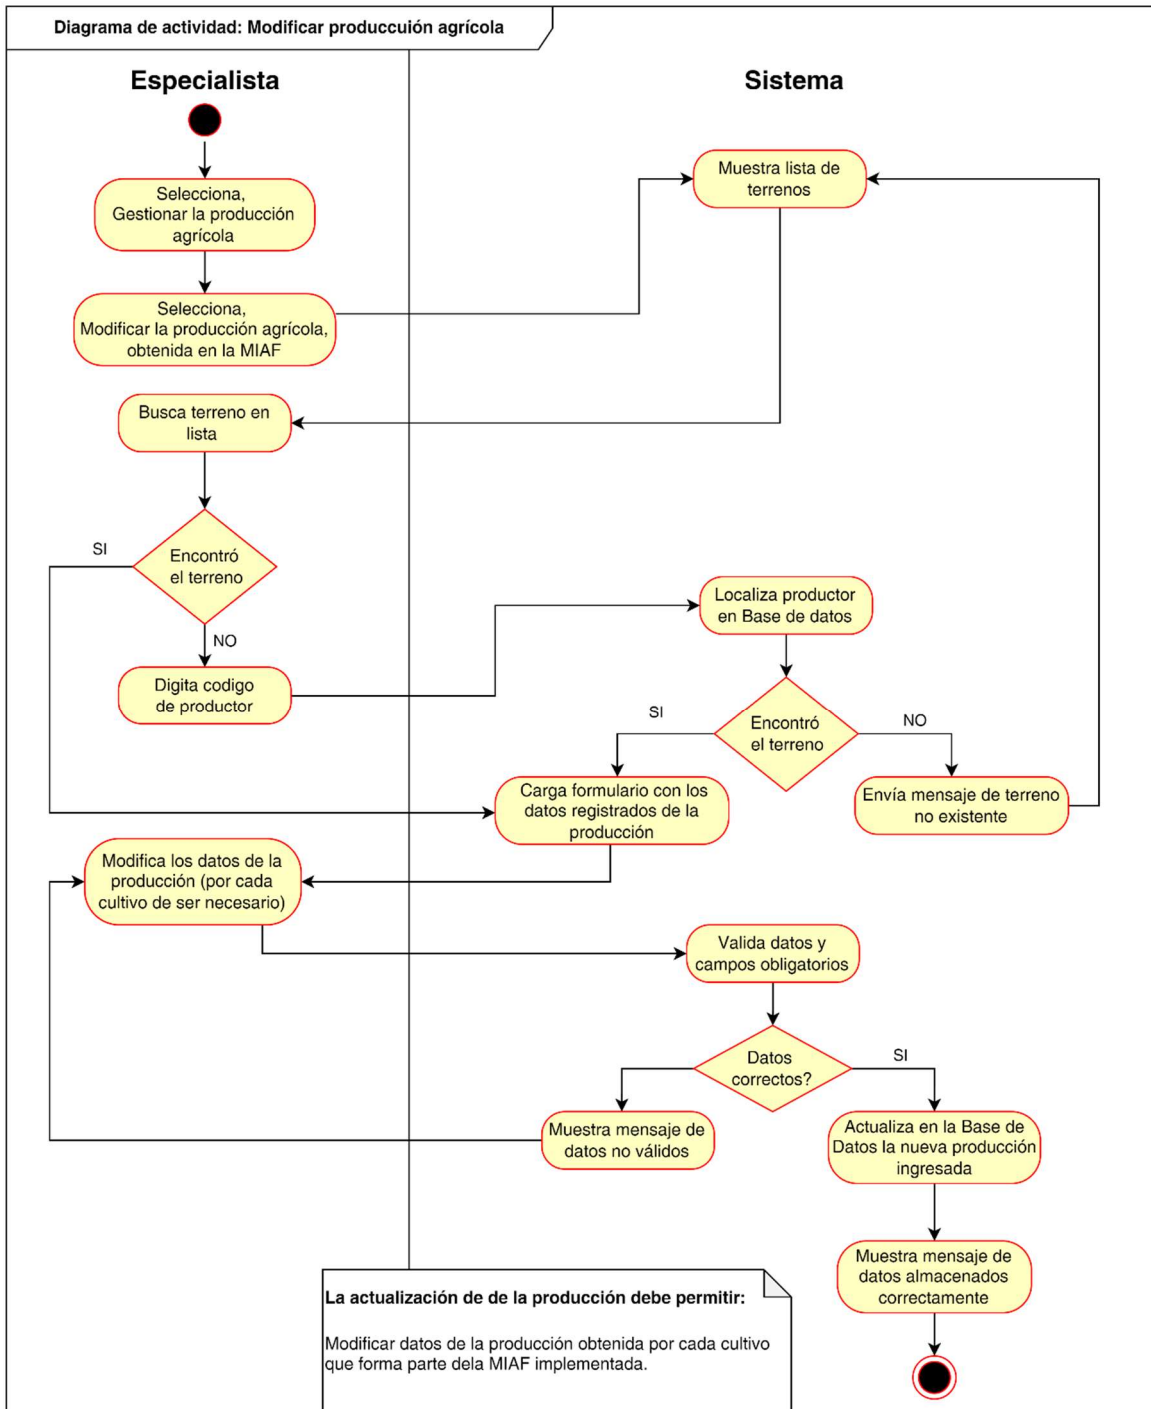 Diagrama de actividad: Modificar produccuión agrícola
Especialista
Sistema
Selecciona,
Gestionar la producción
agrícola
Muestra lista de
terrenos
Selecciona,
Modificar la producción agrícola,
obtenida en la MIAF
Busca terreno en
lista
Encontró
el terreno
SI
NO
Digita codigo
de productor
Localiza productor
en Base de datos
Encontró
el terreno
SI
NO
Carga formulario con los
datos registrados de la
producción
Envía mensaje de terreno
no existente
Modifica los datos de la
producción (por cada
cultivo de ser necesario)
Valida datos y
campos obligatorios
Datos
correctos?
SI
Muestra mensaje de
datos no válidos
Actualiza en la Base de
Datos la nueva producción
ingresada
Muestra mensaje de
datos almacenados
correctamente
La actualización de de la producción debe permitir:
Modificar datos de la producción obtenida por cada cultivo
que forma parte dela MIAF implementada.